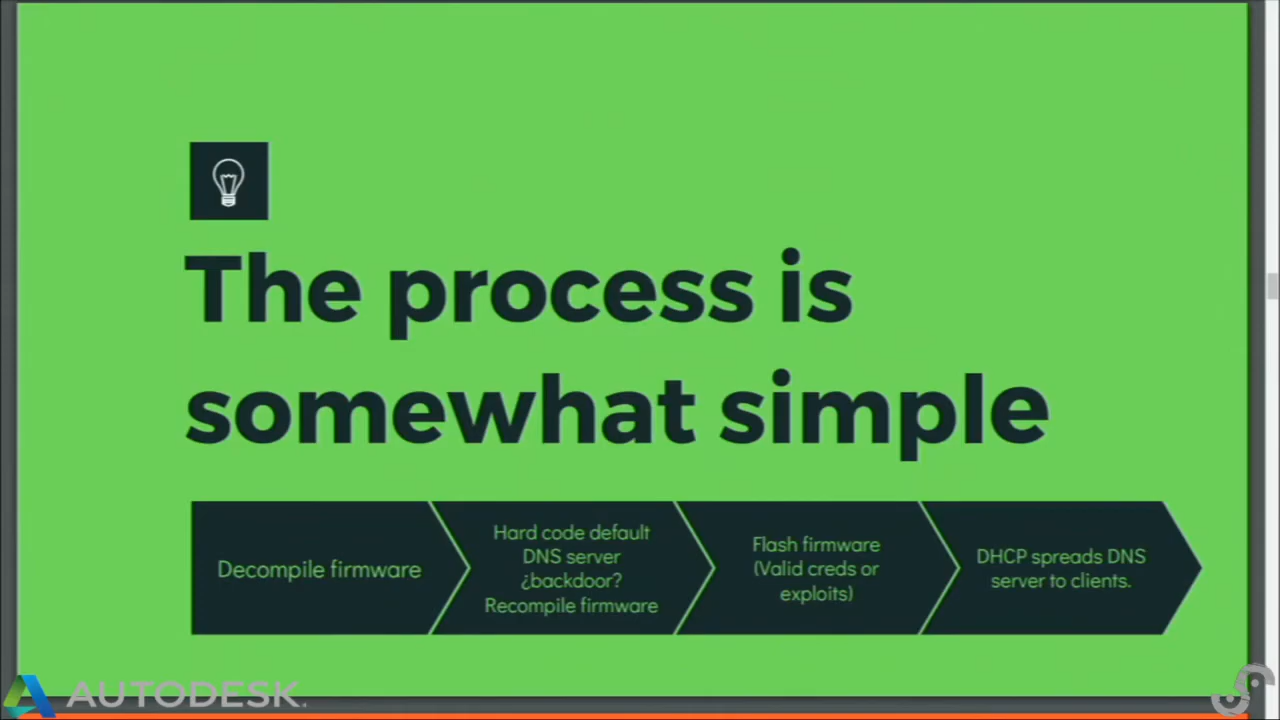 The process is
somewhat simple
Decompile firmware
Hard code default
DNS server
¿backdoor?
Recompile firmware
Flash firmware
(Valid creds or
exploits)
DHCP spreads DNS
server to clients.
AUTODESK.